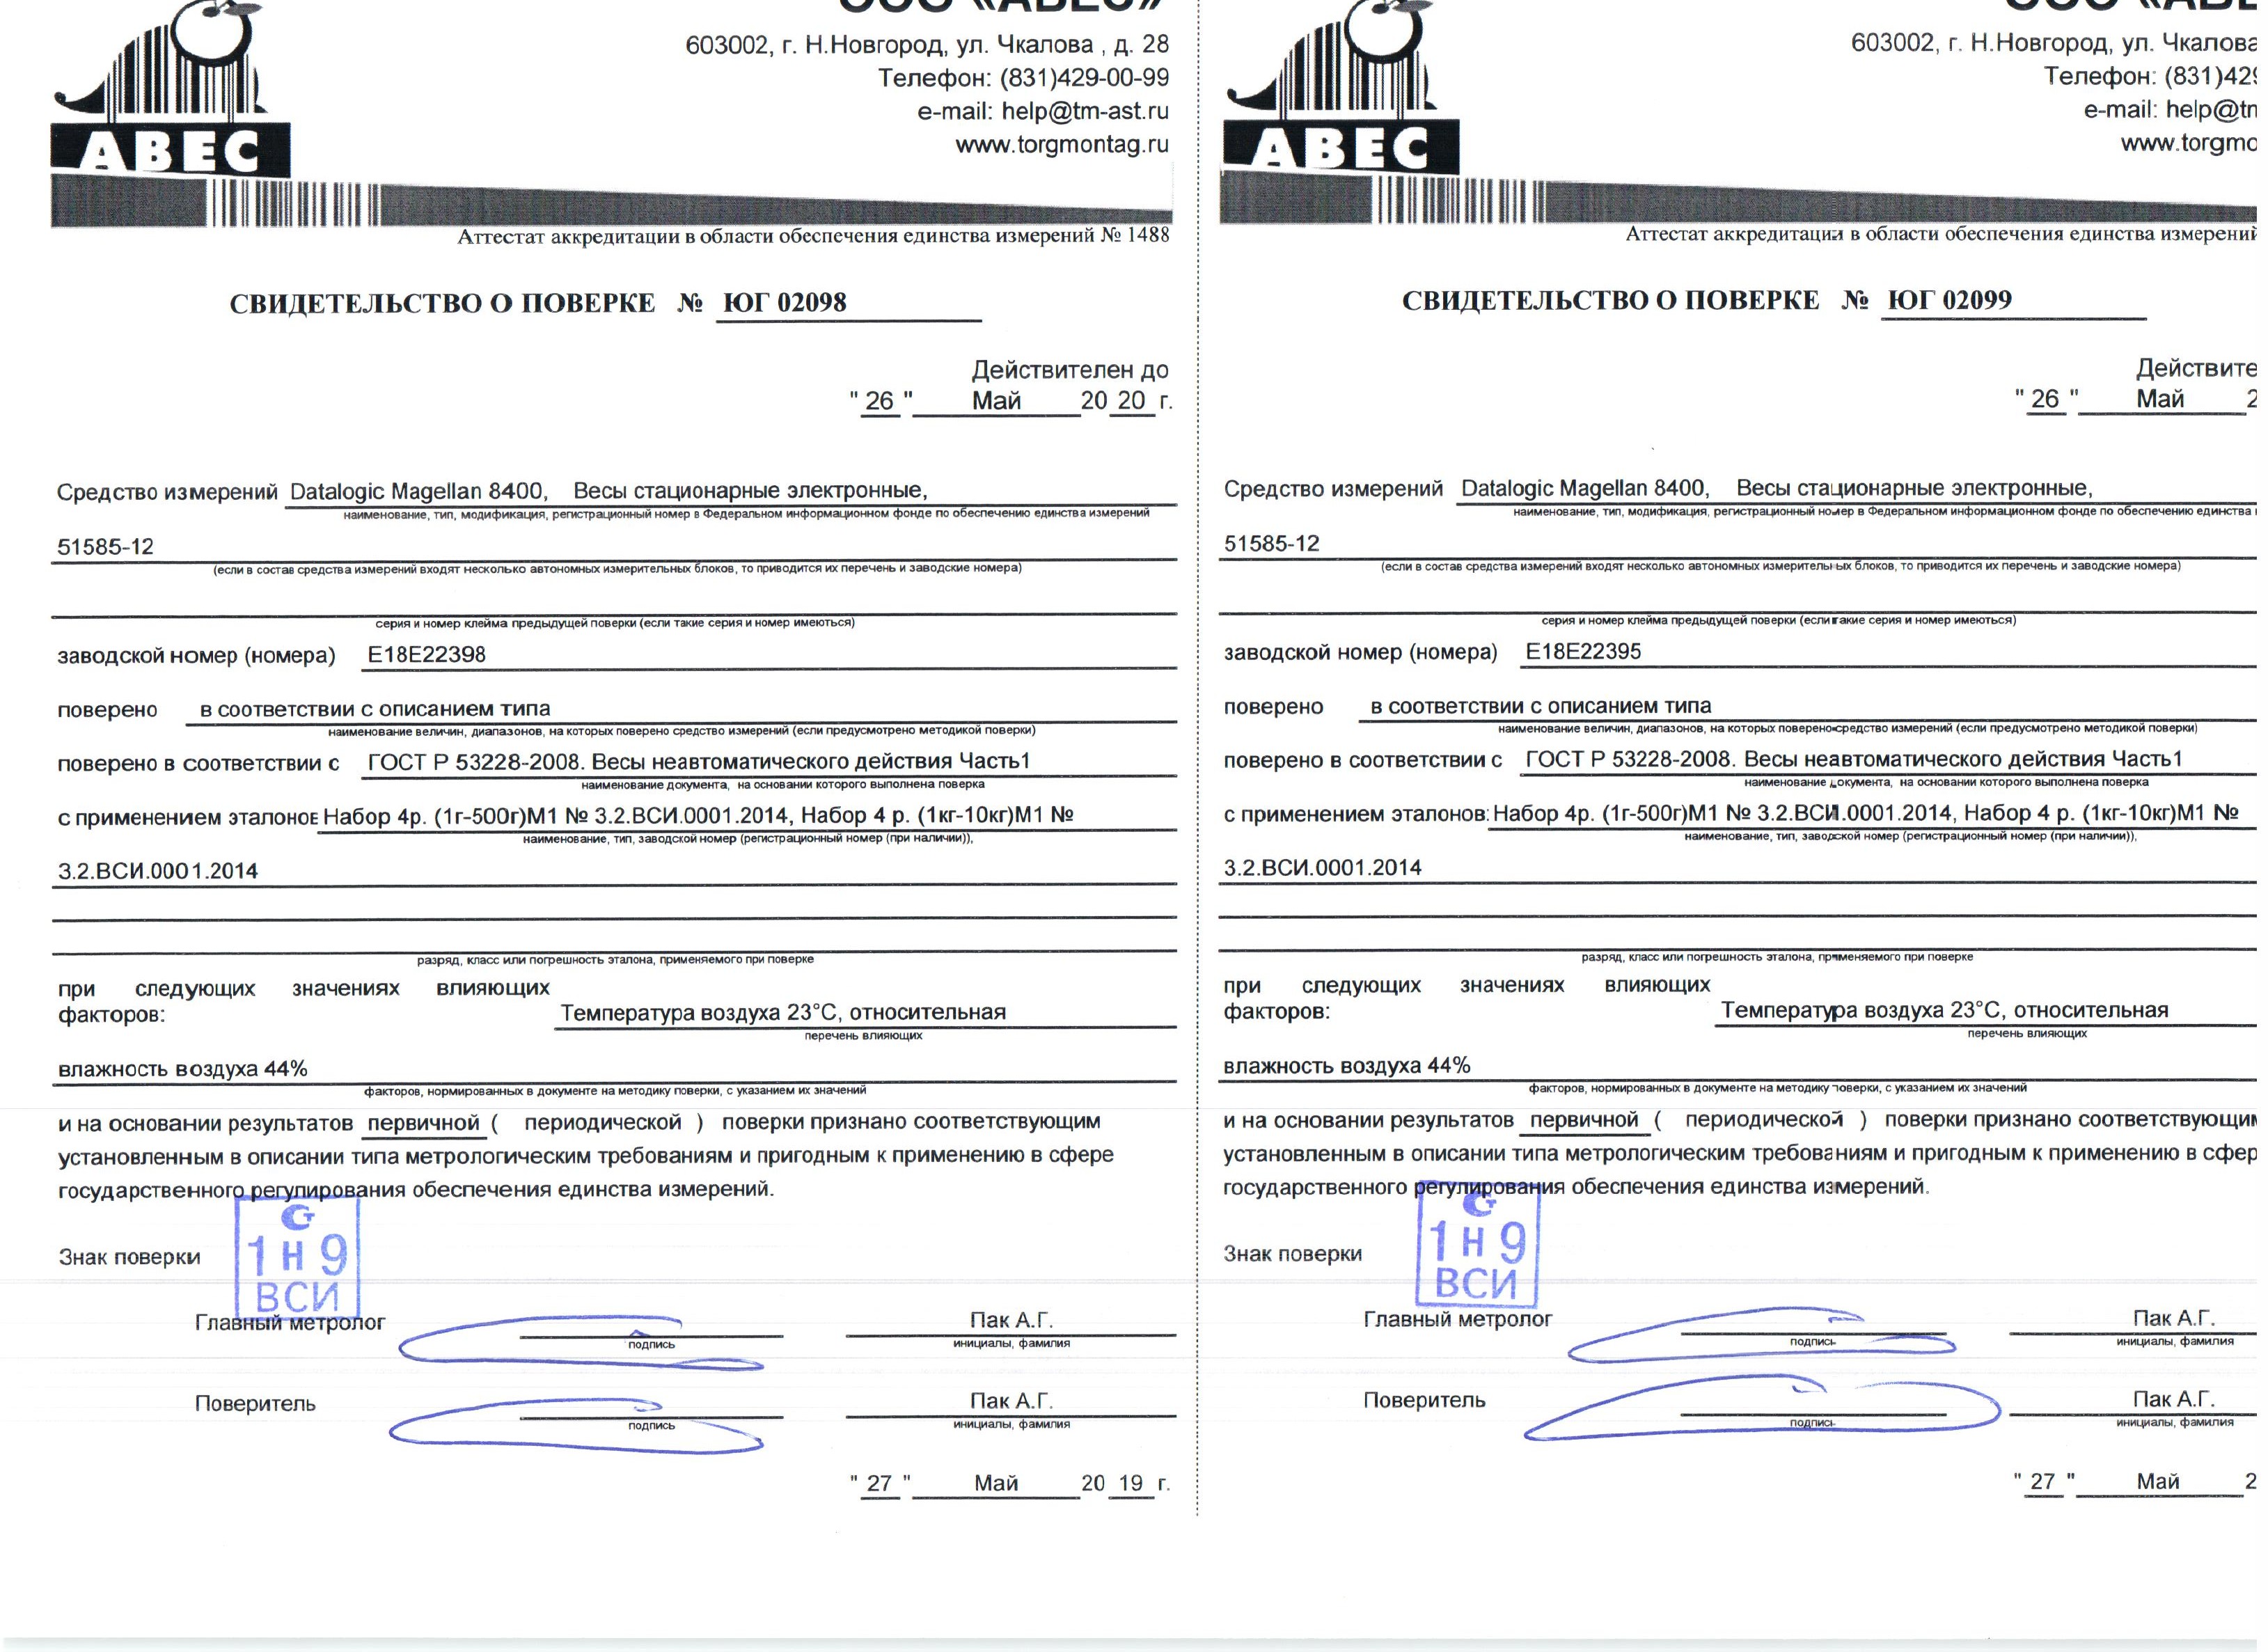 ООО «АВЕС»
603002, г. Н.Новгород, ул. Чкалова , д. 28
Телефон: (831)429-00-99
e-mail: help@tm-ast.ru
www.torgmontag.ru
АВЕС
Аттестат аккредитации в области обеспечения единства измерений № 1488
СВИДЕТЕЛЬСТВО О ПОВЕРКЕ № ЮГ 02098
Действителен до
" 26 " Май 20 20 г.
Средство измерений Datalogic Magellan 8400, Весы стационарные электронные,
наименование, тип, модификация, регистрационный номер в Федеральном информационном фонде по обеспечению единства измерений
51585-12
(если в состав средства измерений входят несколько автономных измерительных блоков, то приводится их перечень и заводские номера)
серия и номер клейма предыдущей поверки (если такие серия и номер имеються)
заводской номер (номера) E18E22398
поверено в соответствии с описанием типа
наименование величин, диапазонов, на которых поверено средство измерений (если предусмотрено методикой поверки)
поверено в соответствии с ГОСТ Р 53228-2008. Весы неавтоматического действия Часть1
наименование документа, на основании которого выполнена поверка
с применением эталонов Набор 4р. (1г-500г)М1 № 3.2.ВСИ.0001.2014, Набор 4 р. (1кг-10кг)М1 №
наименование, тип, заводской номер (регистрационный номер (при наличии)),
3.2.ВСИ.0001.2014
разряд, класс или погрешность эталона, применяемого при поверке
при следующих значениях влияющих
факторов: Температура воздуха 23°С, относительная
перечень влияющих
влажность воздуха 44%
факторов, нормированных в документе на методику поверки, с указанием их значений
и на основании результатов первичной ( периодической ) поверки признано соответствующим
установленным в описании типа метрологическим требованиям и пригодным к применению в сфере
государственного регулирования обеспечения единства измерений.
Знак поверки
1 Н 9
ВСИ
Главный метролог Пак А.Г.
подпись инициалы, фамилия
Поверитель Пак А.Г.
подпись инициалы, фамилия
" 27 " Май 20 19 г.
ООО «АВЕ
603002, г. Н.Новгород, ул. Чкалова
Телефон: (831)429
e-mail: help@tm
www.torgmo
АВЕС
Аттестат аккредитации в области обеспечения единства измерений
СВИДЕТЕЛЬСТВО О ПОВЕРКЕ № ЮГ 02099
Действите
" 26 " Май 2
Средство измерений Datalogic Magellan 8400, Весы стационарные электронные,
наименование, тип, модификация, регистрационный номер в Федеральном информационном фонде по обеспечению единства
51585-12
(если в состав средства измерений входят несколько автономных измерительных блоков, то приводится их перечень и заводские номера)
серия и номер клейма предыдущей поверки (если такие серия и номер имеються)
заводской номер (номера) E18E22395
поверено в соответствии с описанием типа
наименование величин, диапазонов, на которых поверено средство измерений (если предусмотрено методикой поверки)
поверено в соответствии с ГОСТ Р 53228-2008. Весы неавтоматического действия Часть1
наименование документа, на основании которого выполнена поверка
с применением эталонов: Набор 4р. (1г-500г)М1 № 3.2.ВСИ.0001.2014, Набор 4 р. (1кг-10кг)М1 №
наименование, тип, заводской номер (регистрационный номер (при наличии)),
3.2.ВСИ.0001.2014
разряд, класс или погрешность эталона, применяемого при поверке
при следующих значениях влияющих
факторов: Температура воздуха 23°С, относительная
перечень влияющих
влажность воздуха 44%
факторов, нормированных в документе на методику поверки, с указанием их значений
и на основании результатов первичной ( периодической ) поверки признано соответствующим
установленным в описании типа метрологическим требованиям и пригодным к применению в сфер
государственного регулирования обеспечения единства измерений.
Знак поверки
1 Н 9
ВСИ
Главный метролог Пак А.Г.
подпись инициалы, фамилия
Поверитель Пак А.Г.
подпись инициалы, фамилия
" 27 " Май 2